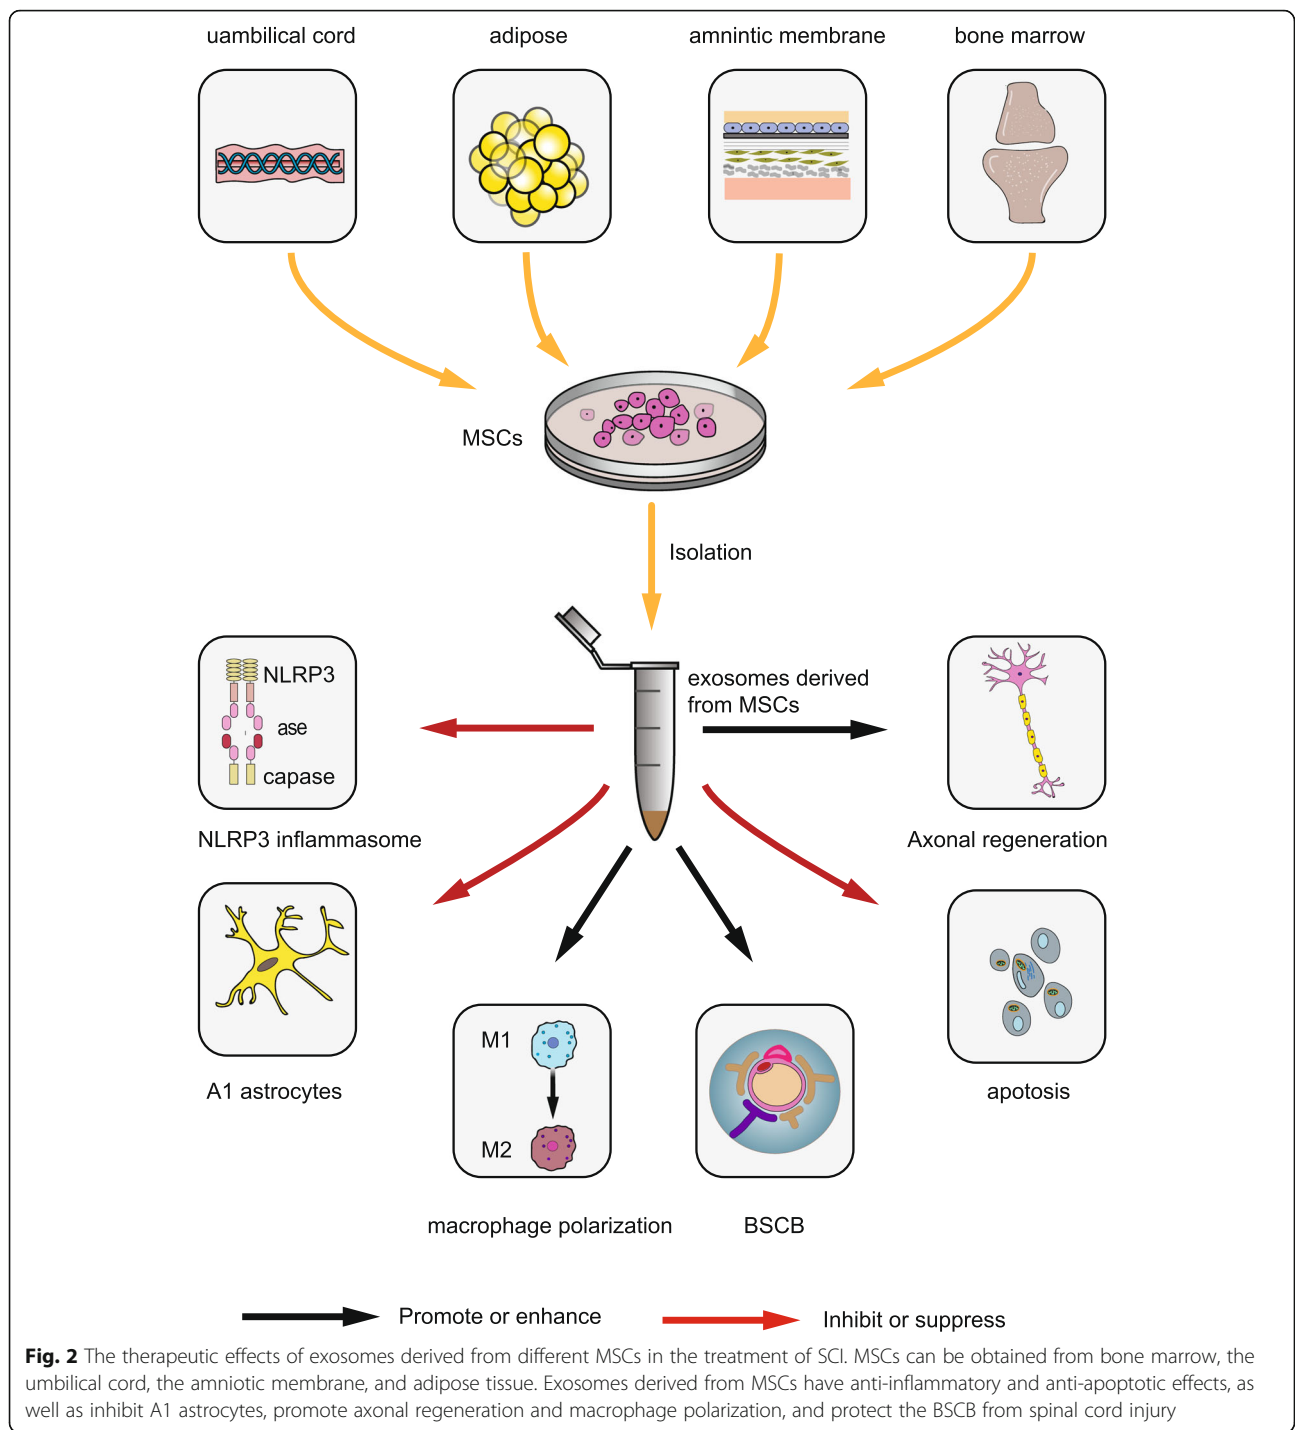 uambilical cord
adipose
amnintic membrane
bone marrow
MSCs
Isolation
exosomes derived
from MSCs
NLRP3
ase
capase
NLRP3 inflammasome
Axonal regeneration
A1 astrocytes
apotosis
M1
M2
macrophage polarization
BSCB
Promote or enhance
Inhibit or suppress
Fig. 2 The therapeutic effects of exosomes derived from different MSCs in the treatment of SCI. MSCs can be obtained from bone marrow, the
umbilical cord, the amniotic membrane, and adipose tissue. Exosomes derived from MSCs have anti-inflammatory and anti-apoptotic effects, as
well as inhibit A1 astrocytes, promote axonal regeneration and macrophage polarization, and protect the BSCB from spinal cord injury